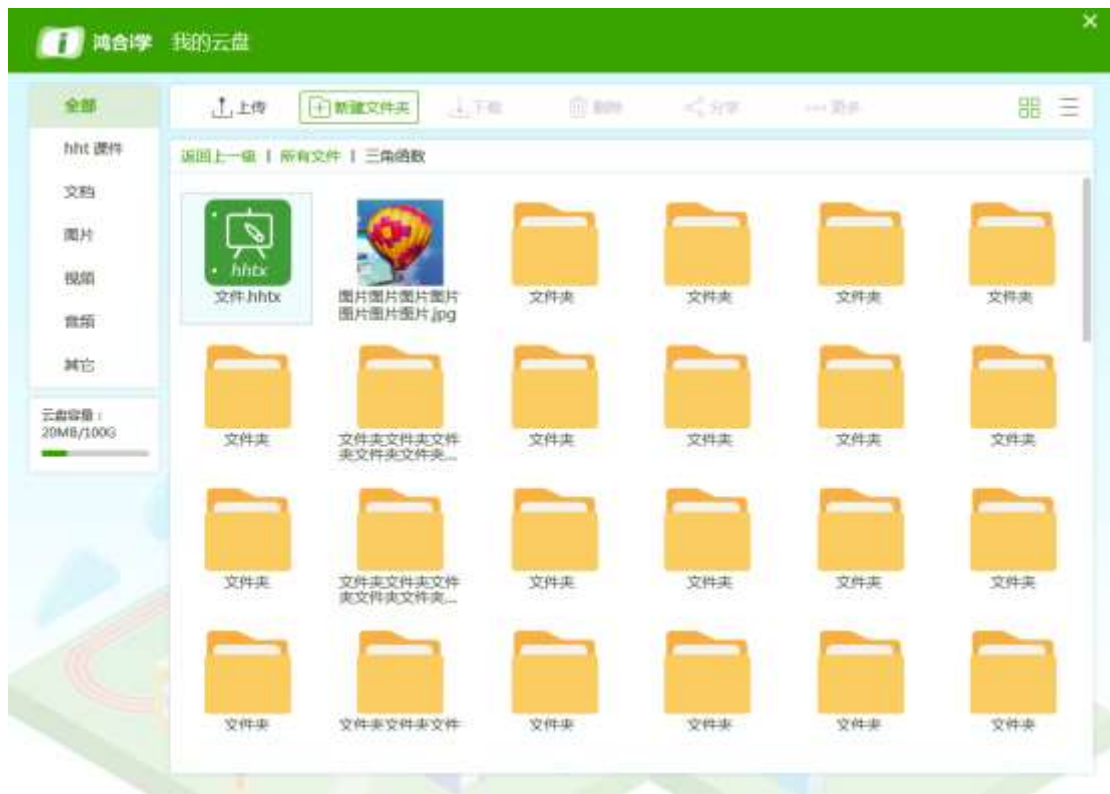 鸿合i学 我的云盘
全部
hht 课件
文档
图片
视频
音频
其它
云盘容量：
20MB/100G
上传 新建文件夹 下载 删除 分享 更多
返回上一级 | 所有文件 | 三角函数
hhtx
文件.hhtx
图片图片图片图片
图片图片图片.jpg
文件夹 文件夹 文件夹 文件夹
文件夹
文件夹文件夹文件
夹文件夹文件夹...
文件夹 文件夹 文件夹 文件夹
文件夹
文件夹文件夹文件
夹文件夹文件夹...
文件夹 文件夹 文件夹 文件夹
文件夹 文件夹文件夹文件 文件夹 文件夹 文件夹 文件夹